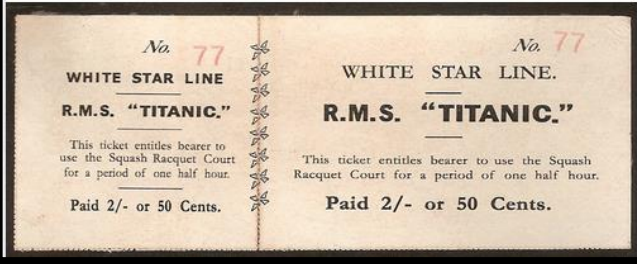 No. 77
WHITE STAR LINE
R.M.S. "TITANIC."
This ticket entitles bearer to
use the Squash Racquet Court
for a period of one half hour.
Paid 2/- or 50 Cents.
No. 77
WHITE STAR LINE.
R.M.S. "TITANIC."
This ticket entitles bearer to use the Squash
Racquet Court for a period of one half hour.
Paid 2/- or 50 Cents.